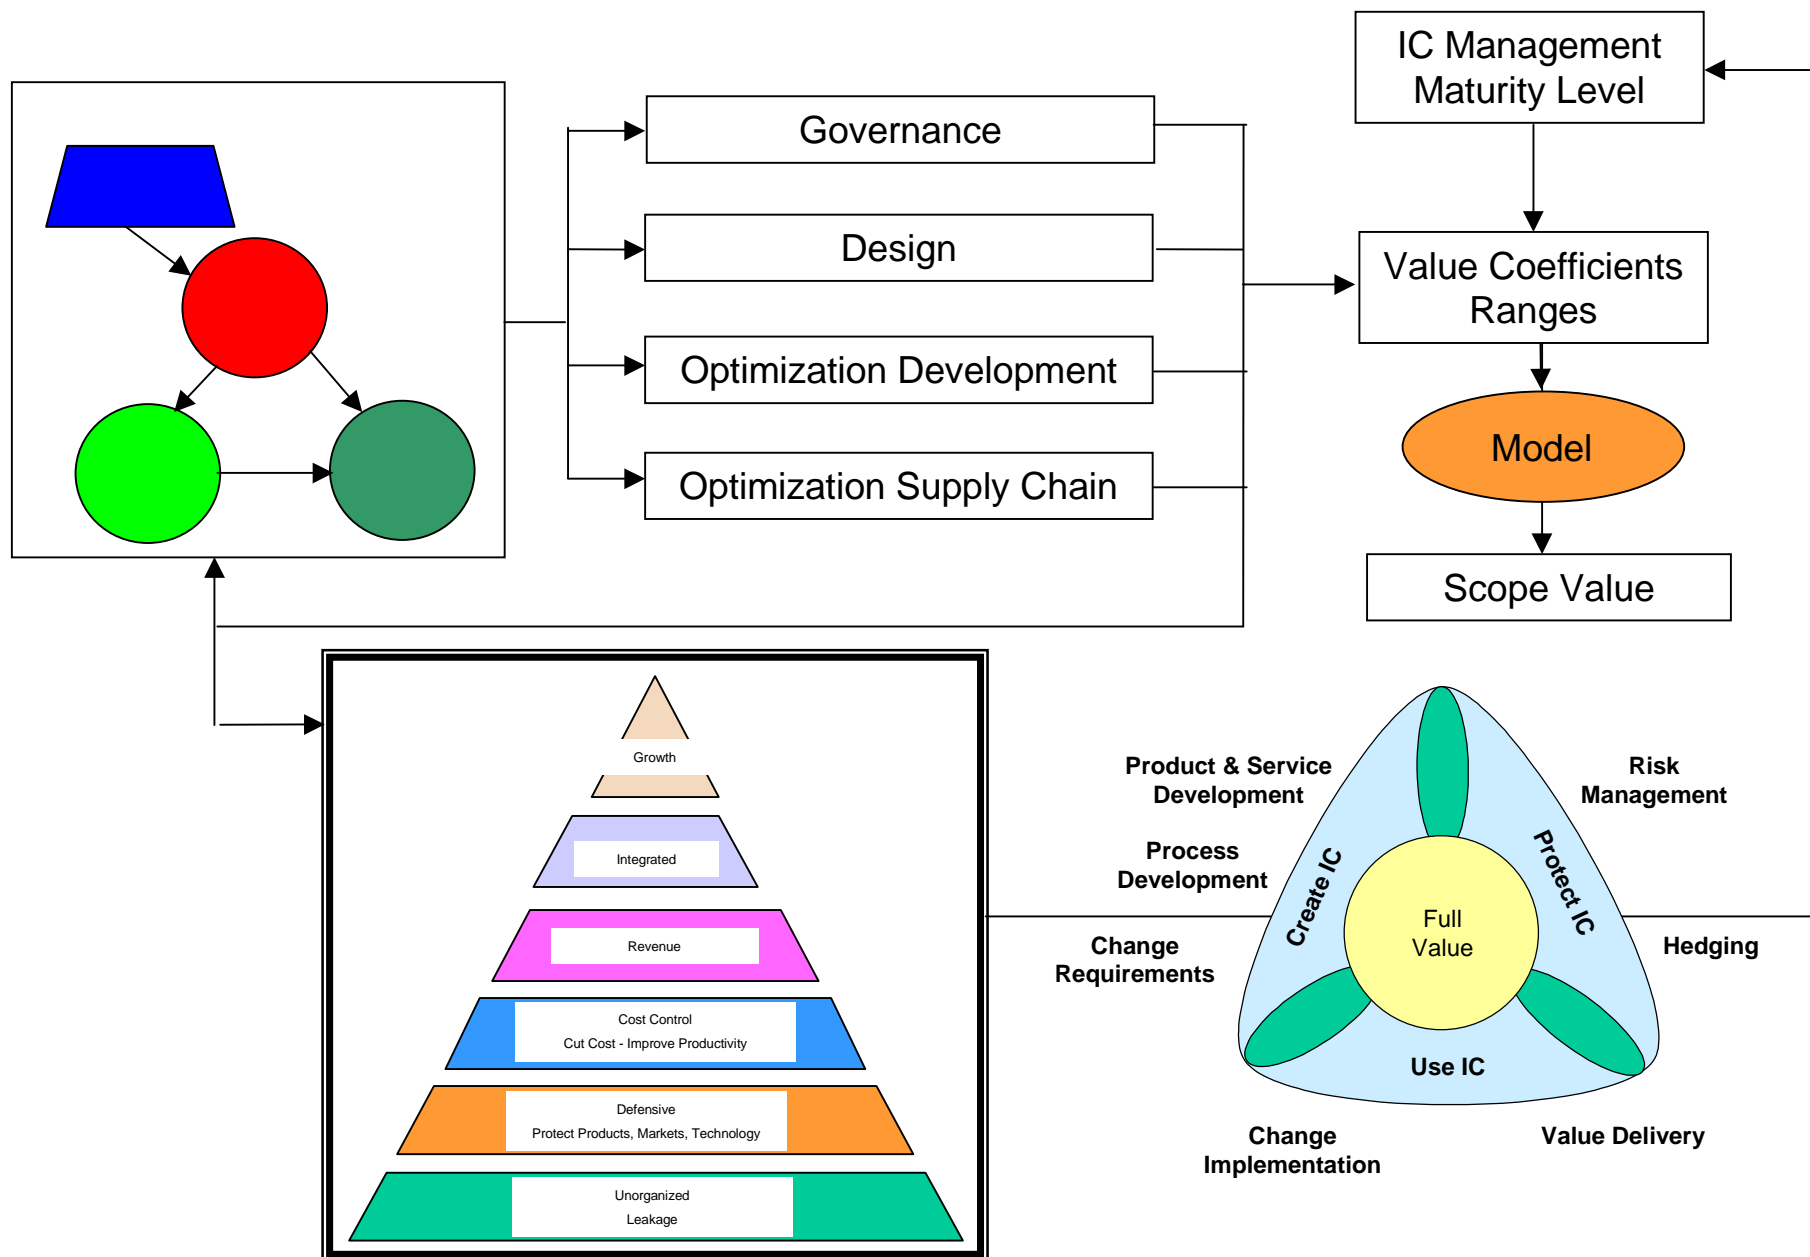 IC Management
Maturity Level
Governance
Design
Value Coefficients
Ranges
Optimization Development
Model
Optimization Supply Chain
Scope Value
Growth
Integrated
Revenue
Cost Control
Cut Cost - Improve Productivity
Defensive
Protect Products, Markets, Technology
Unorganized
Leakage
Product & Service
Development
Process
Development
Change
Requirements
Change
Implementation
Risk
Management
Hedging
Value Delivery
Create IC
Protect IC
Use IC
Full
Value